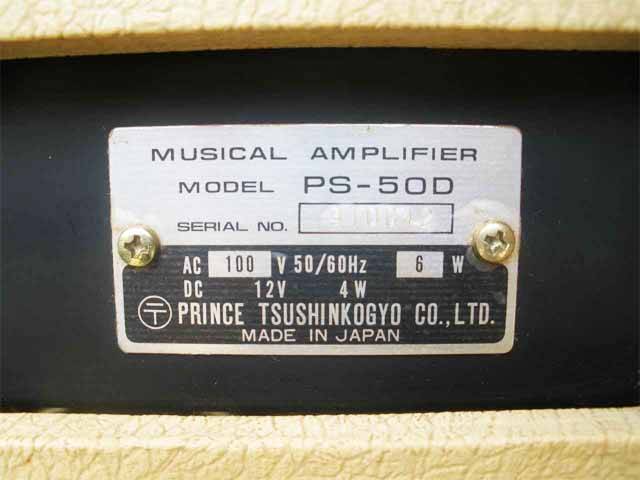 MUSICAL AMPLIFIER
MODEL PS-50D
SERIAL NO.
AC 100 V 50/60Hz 6 W
DC 12V 4W
PRINCE TSUSHINKOGYO CO.,LTD.
MADE IN JAPAN